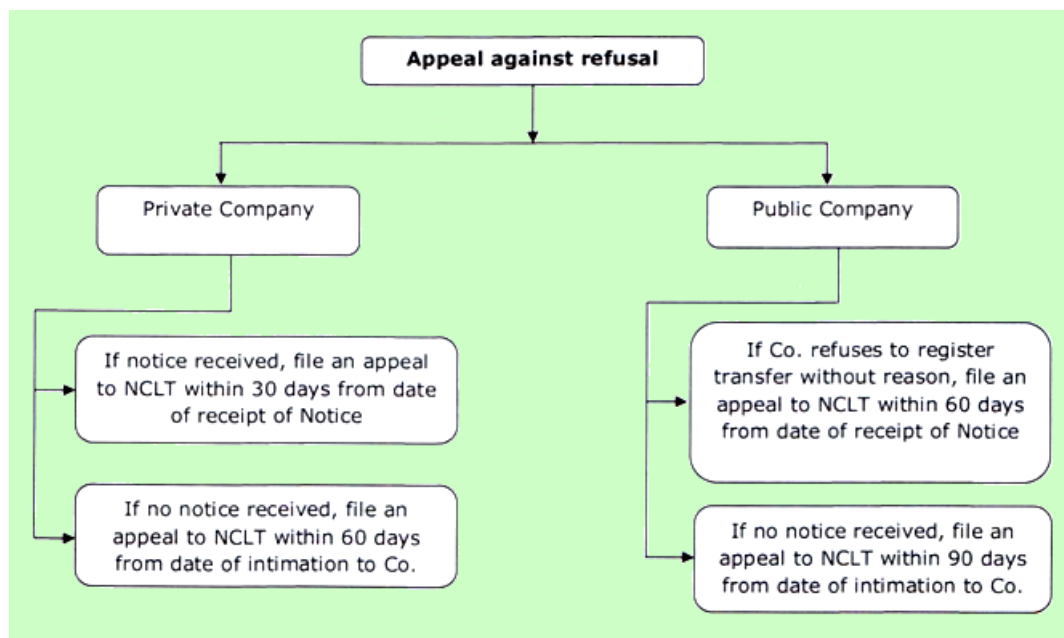 Appeal against refusal
Private Company
If notice received, file an appeal
to NCLT within 30 days from date
of receipt of Notice
If no notice received, file an
appeal to NCLT within 60 days
from date of intimation to Co.
Public Company
If Co. refuses to register
transfer without reason, file an
appeal to NCLT within 60 days
from date of receipt of Notice
If no notice received, file an
appeal to NCLT within 90 days
from date of intimation to Co.